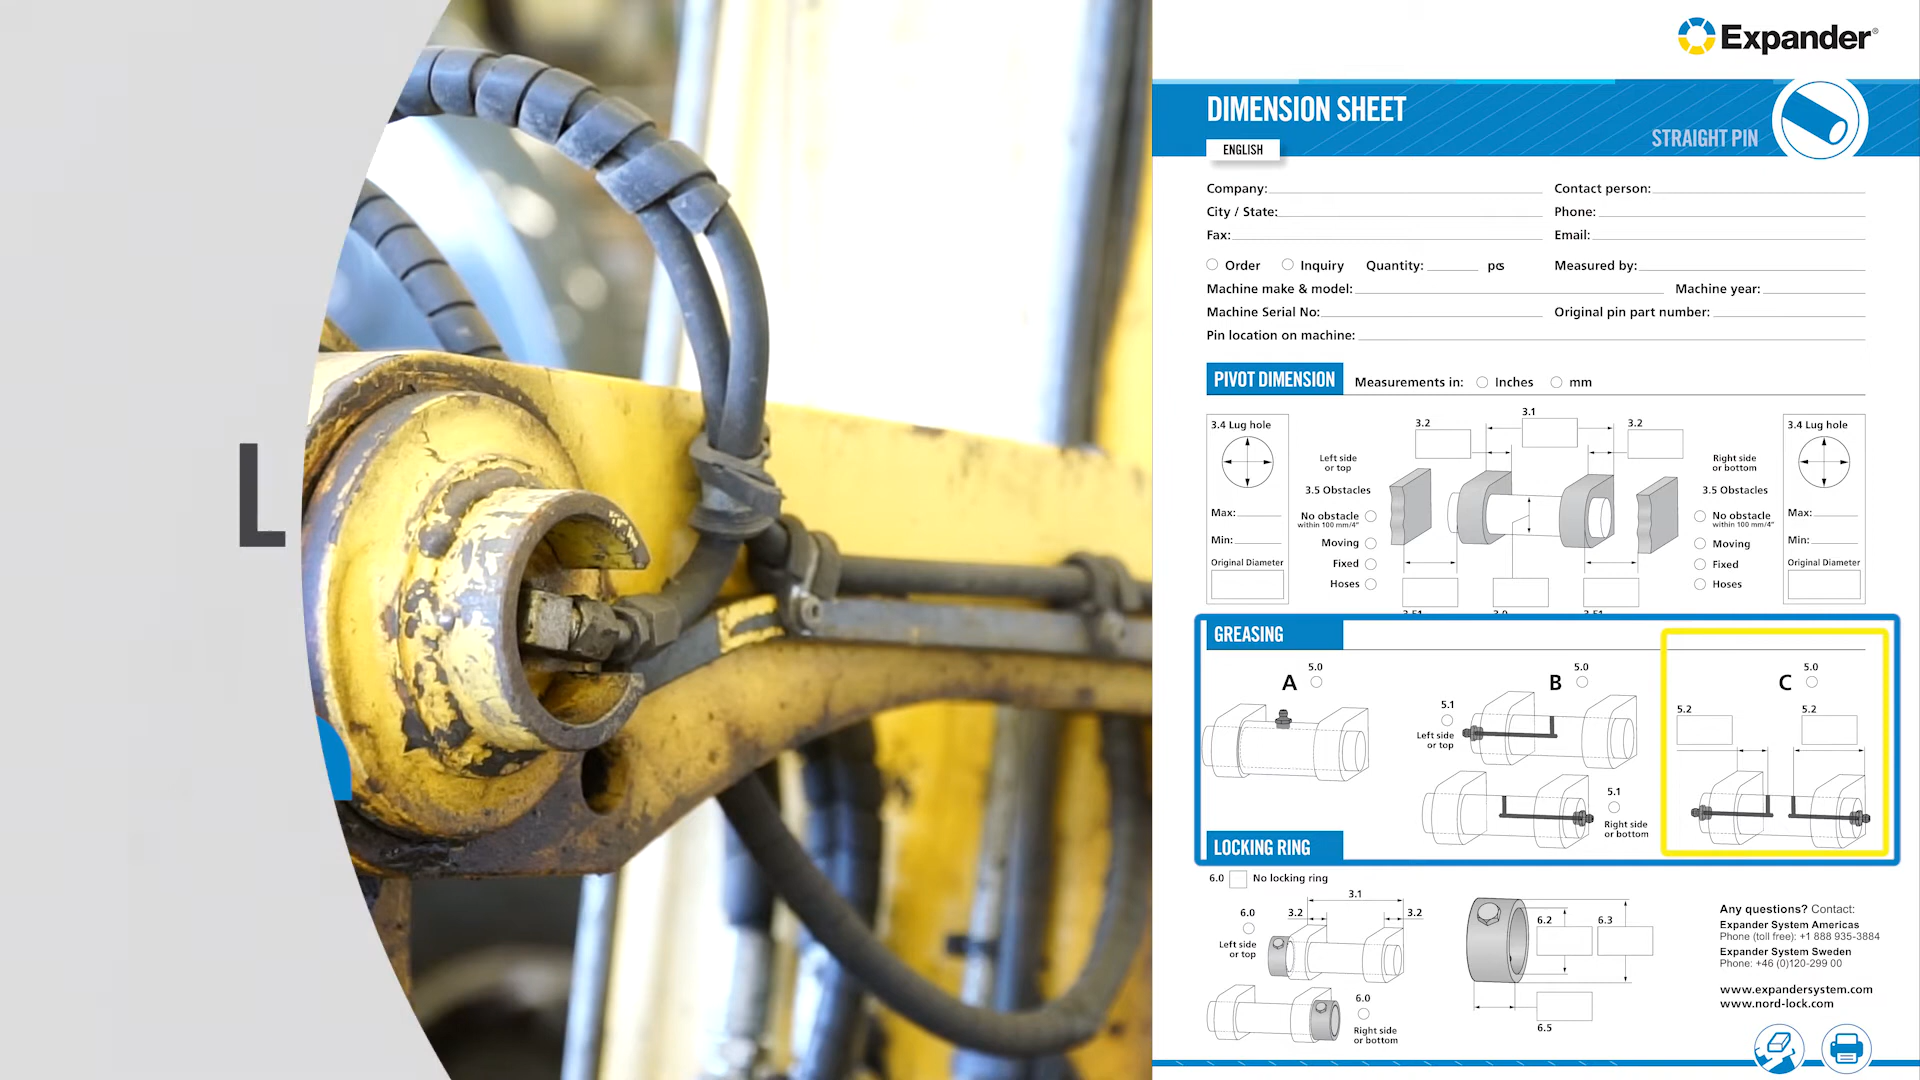 L
Expander®
DIMENSION SHEET
STRAIGHT PIN
ENGLISH
Company: Contact person:
City / State: Phone:
Fax: Email:
Order Inquiry Quantity: pcs Measured by:
Machine make & model: Machine year:
Machine Serial No: Original pin part number:
Pin location on machine:
PIVOT DIMENSION Measurements in: Inches mm
3.4 Lug hole
Max:
Min:
Original Diameter
Left side
or top
3.5 Obstacles
No obstacle
within 100 mm/4"
Moving
Fixed
Hoses
3.2
3.1
3.2
Right side
or bottom
3.5 Obstacles
No obstacle
within 100 mm/4"
Moving
Fixed
Hoses
3.4 Lug hole
Max:
Min:
Original Diameter
GREASING
A 5.0
B 5.0
5.1
Left side
or top
5.1
Right side
or bottom
C 5.0
5.2 5.2
LOCKING RING
6.0 No locking ring
3.1
6.0 3.2 3.2
Left side
or top
6.0
Right side
or bottom
6.2 6.3
6.5
Any questions? Contact:
Expander System Americas
Phone (toll free): +1 888 935-3884
Expander System Sweden
Phone: +46 (0)120-299 00
www.expandersystem.com
www.nord-lock.com